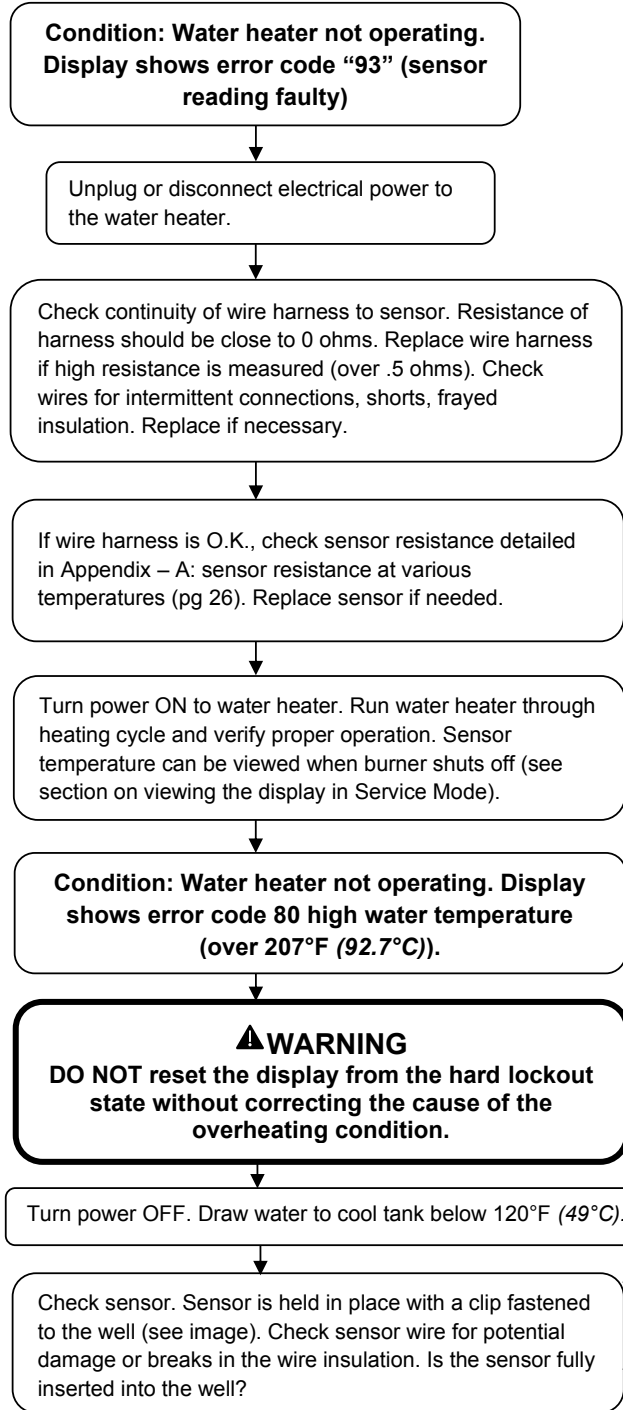 Condition: Water heater not operating.
Display shows error code “93” (sensor
reading faulty)
Unplug or disconnect electrical power to
the water heater.
Check continuity of wire harness to sensor. Resistance of
harness should be close to 0 ohms. Replace wire harness
if high resistance is measured (over .5 ohms). Check
wires for intermittent connections, shorts, frayed
insulation. Replace if necessary.
If wire harness is O.K., check sensor resistance detailed
in Appendix – A: sensor resistance at various
temperatures (pg 26). Replace sensor if needed.
Turn power ON to water heater. Run water heater through
heating cycle and verify proper operation. Sensor
temperature can be viewed when burner shuts off (see
section on viewing the display in Service Mode).
Condition: Water heater not operating. Display
shows error code 80 high water temperature
(over 207°F (92.7°C)).
WARNING
DO NOT reset the display from the hard lockout
state without correcting the cause of the
overheating condition.
Turn power OFF. Draw water to cool tank below 120°F (49°C).
Check sensor. Sensor is held in place with a clip fastened
to the well (see image). Check sensor wire for potential
damage or breaks in the wire insulation. Is the sensor fully
inserted into the well?